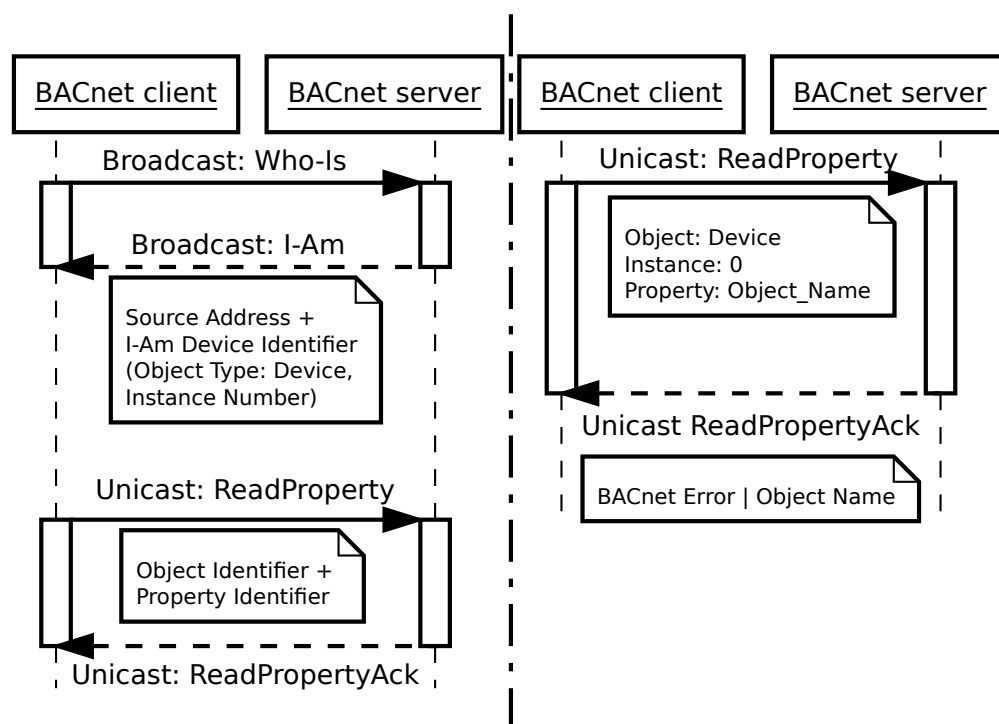 BACnet client
BACnet server
Broadcast: Who-Is
Broadcast: I-Am
Source Address +
I-Am Device Identifier
(Object Type: Device,
Instance Number)
Unicast: ReadProperty
Object Identifier +
Property Identifier
Unicast: ReadPropertyAck
BACnet client
BACnet server
Unicast: ReadProperty
Object: Device
Instance: 0
Property: Object_Name
Unicast ReadPropertyAck
BACnet Error | Object Name